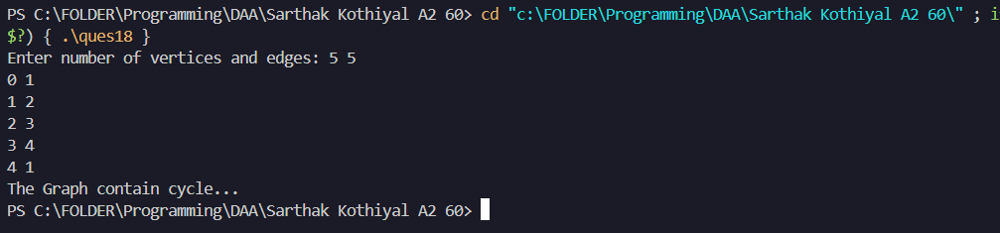 PS C:\FOLDER\Programming\DAA\Sarthak Kothiyal A2 60> cd "c:\FOLDER\Programming\DAA\Sarthak Kothiyal A2 60\" ; i
$?) { .\ques18 }
Enter number of vertices and edges: 5 5
0 1
1 2
2 3
3 4
4 1
The Graph contain cycle...
PS C:\FOLDER\Programming\DAA\Sarthak Kothiyal A2 60>